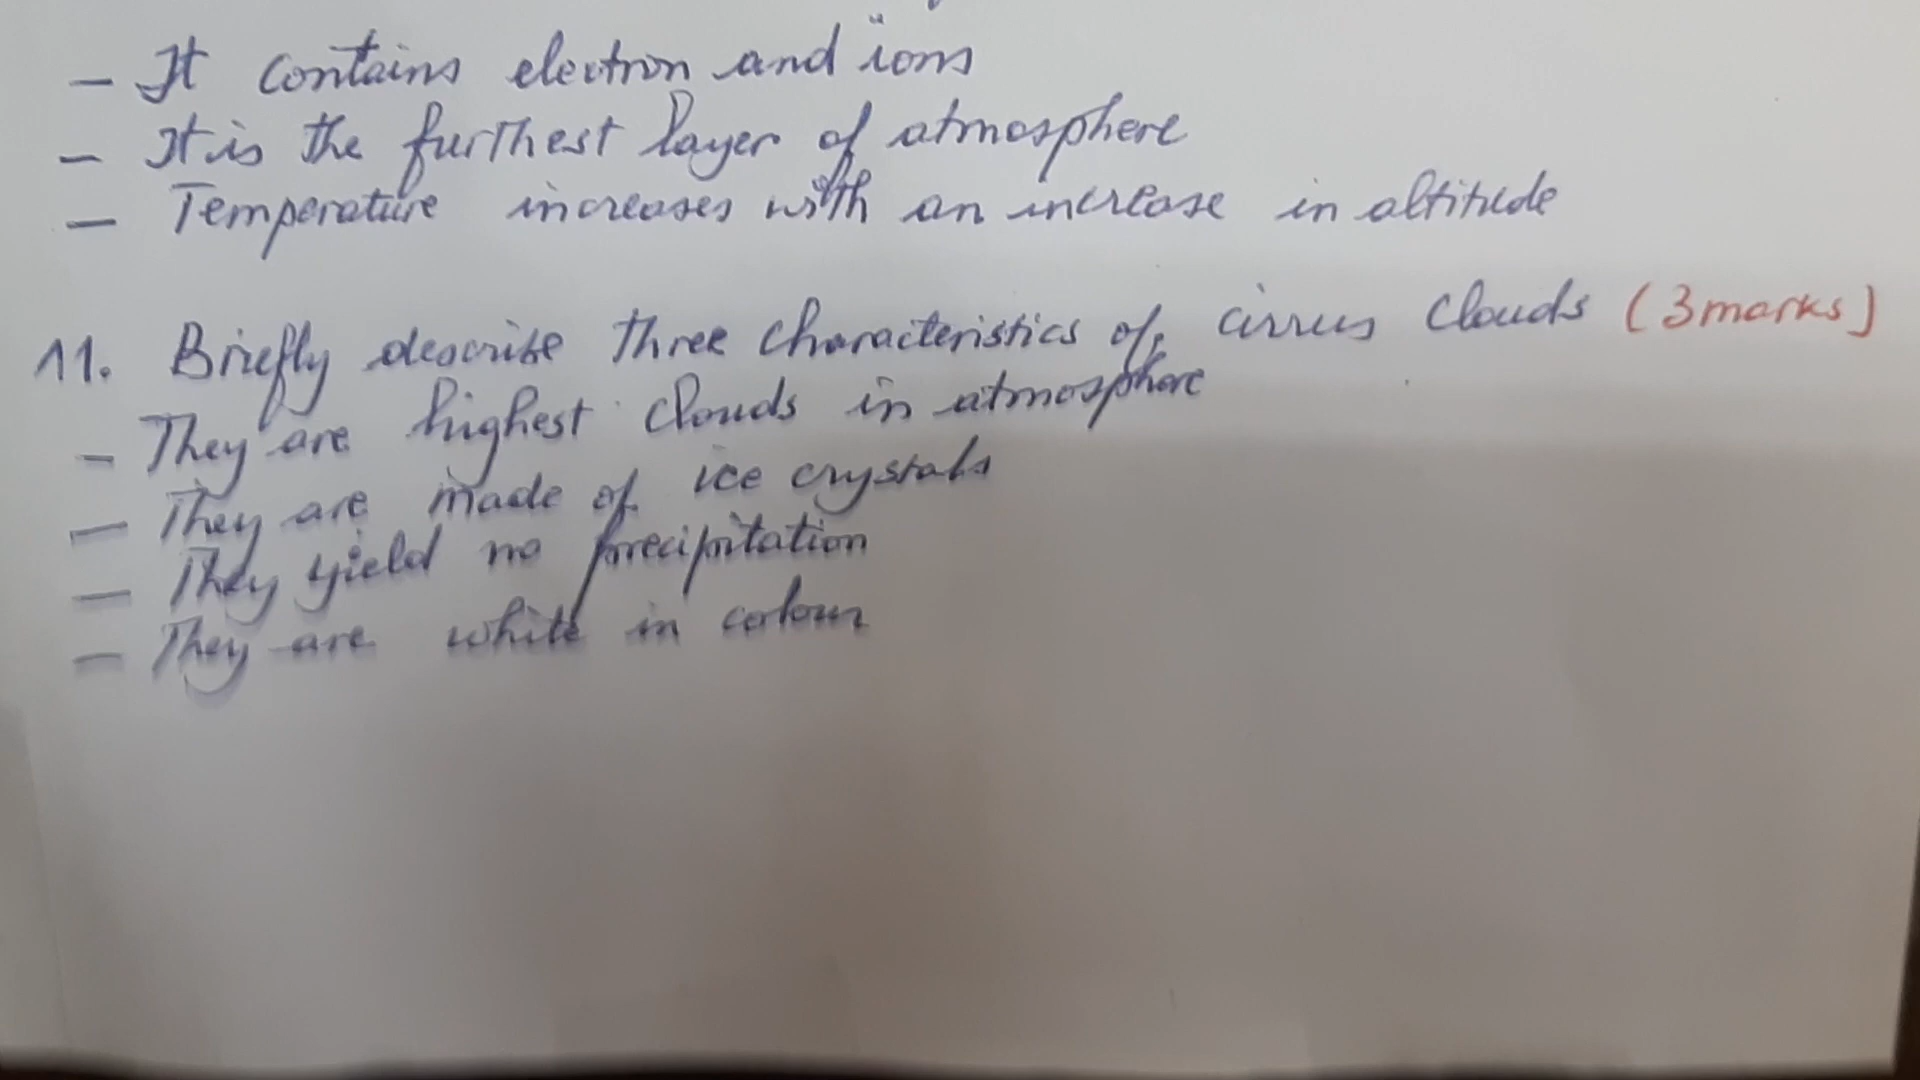 - It contains electron and ions
- It is the furthest layer of atmosphere
- Temperature increases with an increase in altitude
11. Briefly describe three characteristics of cirrus clouds (3 marks)
- They are highest clouds in atmosphere
- They are made of ice crystals
- They yield no precipitation
- They are white in colour